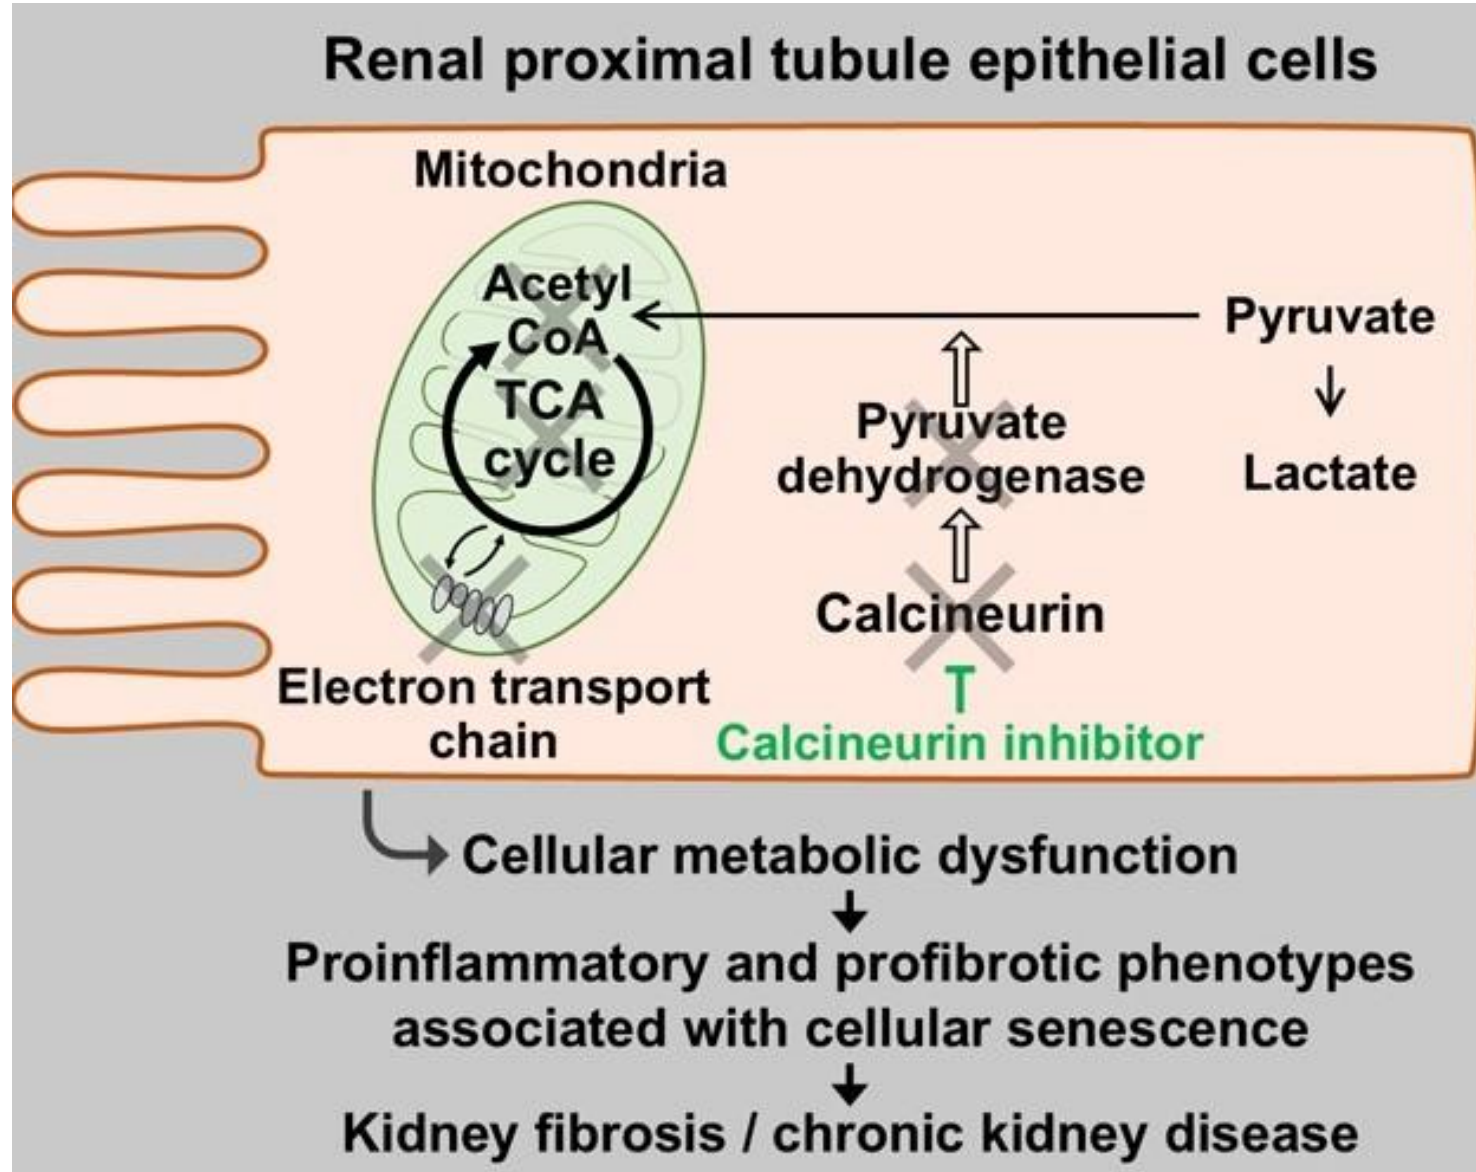 Renal proximal tubule epithelial cells
Mitochondria
Acetyl
CoA
TCA
cycle
Pyruvate
Pyruvate
dehydrogenase
Lactate
Calcineurin
Electron transport
chain
Calcineurin inhibitor
Cellular metabolic dysfunction
Proinflammatory and profibrotic phenotypes
associated with cellular senescence
Kidney fibrosis / chronic kidney disease